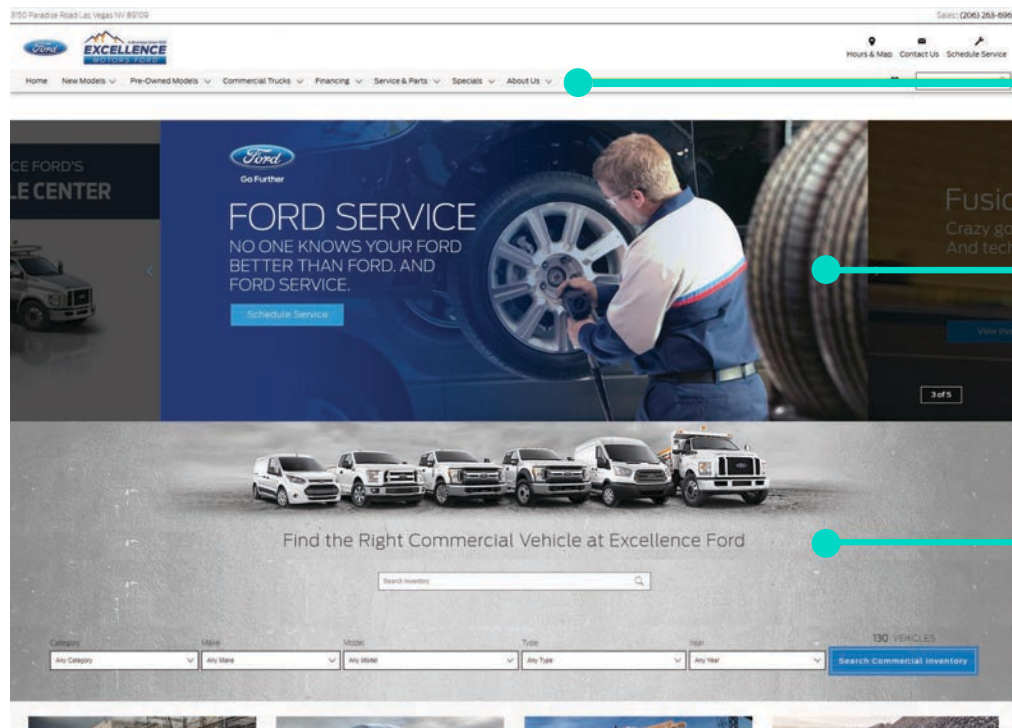 3150 Paradise Road Las Vegas NV 89109
Sales: (206) 263-696
Ford
EXCELLENCE
MOTORS FORD
Hours & Map
Contact Us
Schedule Service
Home
New Models
Pre-Owned Models
Commercial Trucks
Financing
Service & Parts
Specials
About Us
CE FORD'S
LE CENTER
Ford
Go Further
FORD SERVICE
NO ONE KNOWS YOUR FORD
BETTER THAN FORD. AND
FORD SERVICE.
Schedule Service
Fusio
Crazy go
And tech
3 of 5
Find the Right Commercial Vehicle at Excellence Ford
Search Inventory
Category
Make
Model
Type
Year
130 VEHICLES
Any Category
Any Make
Any Model
Any Type
Any Year
Search Commercial Inventory